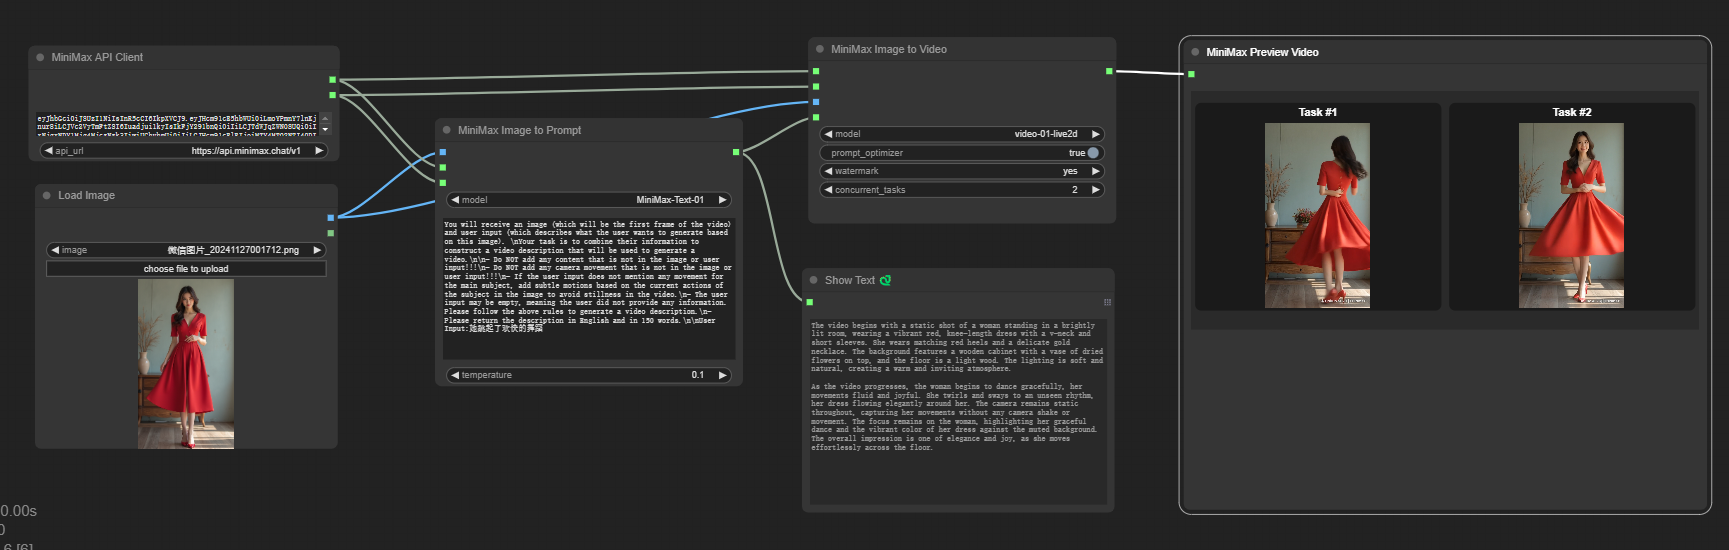 MiniMax API Client
api_url
https://api.minimax.chat/v1
Load Image
image
微信图片_20241127001712.png
choose file to upload
MiniMax Image to Prompt
model
MiniMax-Text-01
You will receive an image (which will be the first frame of the video)
and user input (which describes what the user wants to generate based
on this image). \nYour task is to combine their information to
construct a video description that will be used to generate a
video.\n\n- Do NOT add any content that is not in the image or user
input!!!\n- Do NOT add any camera movement that is not in the image or
user input!!!\n- If the user input does not mention any movement for
the main subject, add subtle motions based on the current actions of
the subject in the image to avoid stillness in the video.\n- The user
input may be empty, meaning the user did not provide any information.
Please follow the above rules to generate a video description.\n-
Please return the description in English and in 150 words.\n\nUser
Input:她跳起了欢快的舞蹈
temperature
0.1
MiniMax Image to Video
model
video-01-live2d
prompt_optimizer
true
watermark
yes
concurrent_tasks
2
Show Text
The video begins with a static shot of a woman standing in a brightly
lit room, wearing a vibrant red, knee-length dress with a v-neck and
short sleeves. She wears matching red heels and a delicate gold
necklace. The background features a wooden cabinet with a vase of dried
flowers on top, and the floor is a light wood. The lighting is soft and
natural, creating a warm and inviting atmosphere.
As the video progresses, the woman begins to dance gracefully, her
movements fluid and joyful. She twirls and sways to an unseen rhythm,
her dress flowing elegantly around her. The camera remains static
throughout, capturing her movements without any camera shake or
movement. The focus remains on the woman, highlighting her graceful
dance and the vibrant color of her dress against the muted background.
The overall impression is one of elegance and joy, as she moves
effortlessly across the floor.
MiniMax Preview Video
Task #1
Task #2
0.00s
0
6 [6]